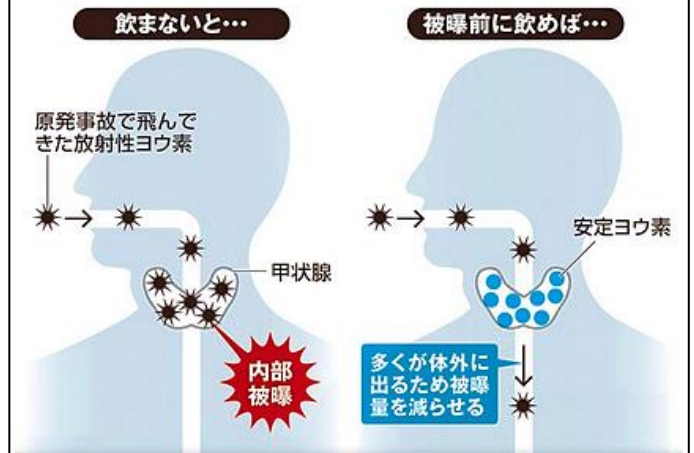 飲まないと…
原発事故で飛んで
きた放射性ヨウ素
甲状腺
内部
被曝
被曝前に飲めば…
安定ヨウ素
多くが体外に
出るため被曝
量を減らせる